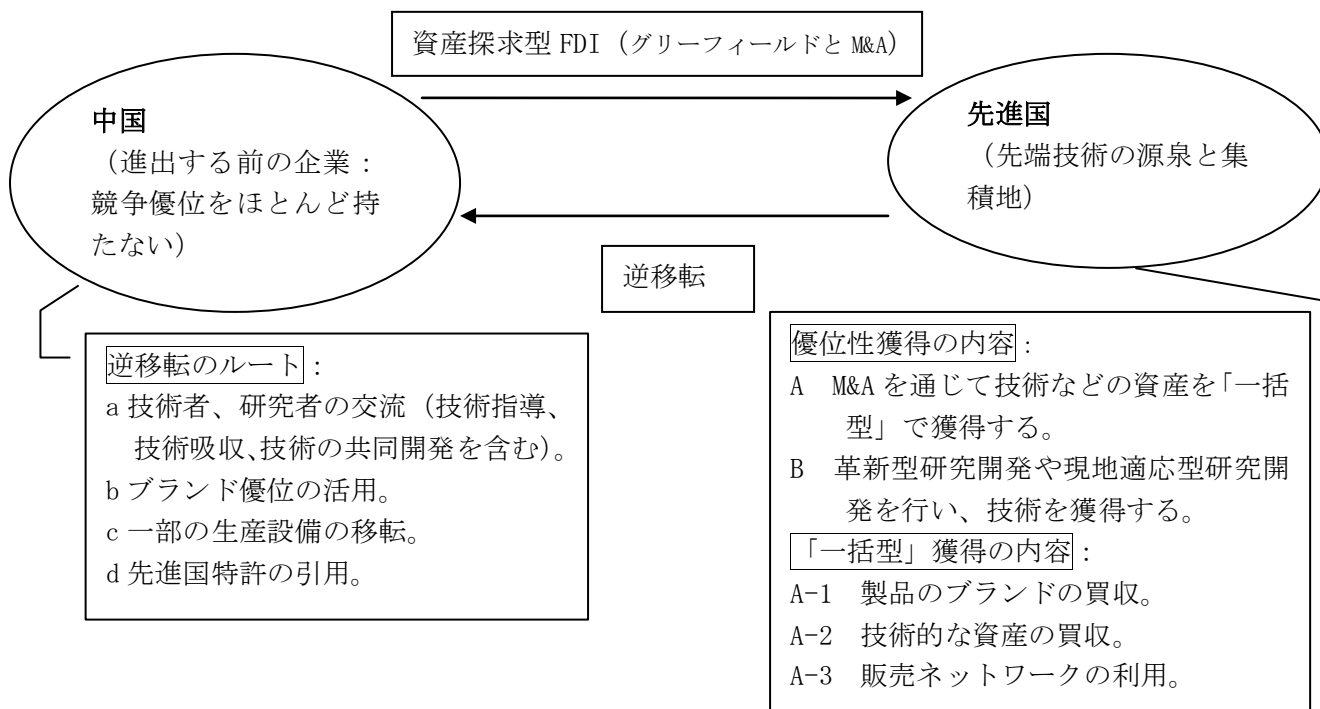 資産探求型 FDI（グリーフィールドと M&A）
中国
（進出する前の企業：
競争優位をほとんど持
たない）
先進国
（先端技術の源泉と集
積地）
逆移転
逆移転のルート：
a 技術者、研究者の交流（技術指導、
技術吸収、技術の共同開発を含む）。
b ブランド優位の活用。
c 一部の生産設備の移転。
d 先進国特許の引用。
優位性獲得の内容：
A M&A を通じて技術などの資産を「一括
型」で獲得する。
B 革新型研究開発や現地適応型研究開
発を行い、技術を獲得する。
「一括型」獲得の内容：
A-1 製品のブランドの買収。
A-2 技術的な資産の買収。
A-3 販売ネットワークの利用。